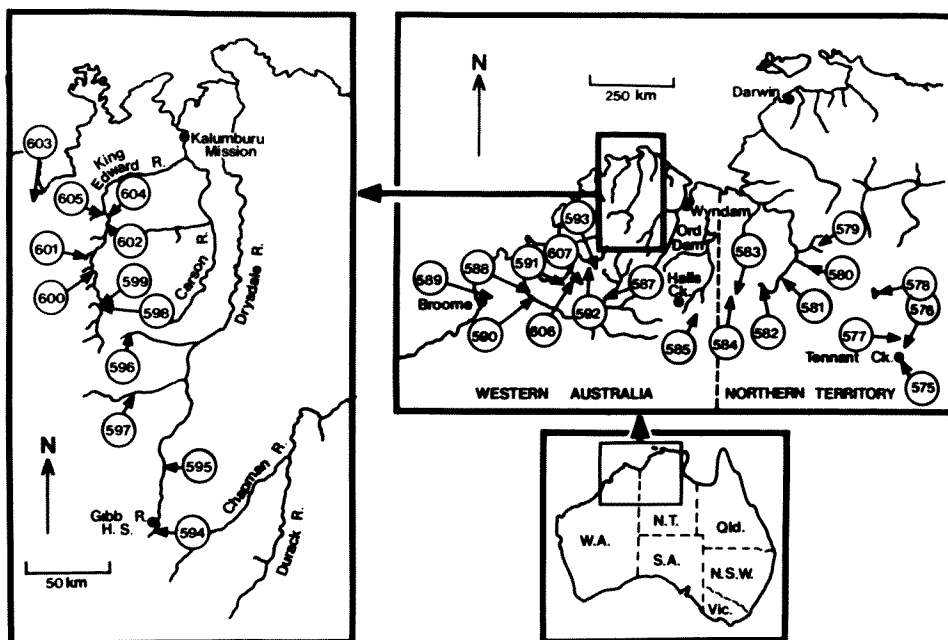 603
Kalumburu
Mission
King
Edward R.
605
604
601
602
R.
Carson
Drysdale R.
599
600
598
596
597
N
595
Chapman R.
Gibb R.
H. S.
594
Durack R.
50 km
N
250 km
Darwin
593
Wyndam
Ord
Dam
583
579
591
607
588
589
Broome
587
Halls
Ck.
580
578
576
590
606
592
585
584
582
581
577
Tennant Ck.
575
WESTERN AUSTRALIA
NORTHERN TERRITORY
N.T.
Qld.
W.A.
S.A.
N.S.W.
Vic.